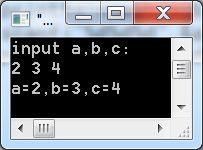 "...
input a,b,c:
2 3 4
a=2,b=3,c=4